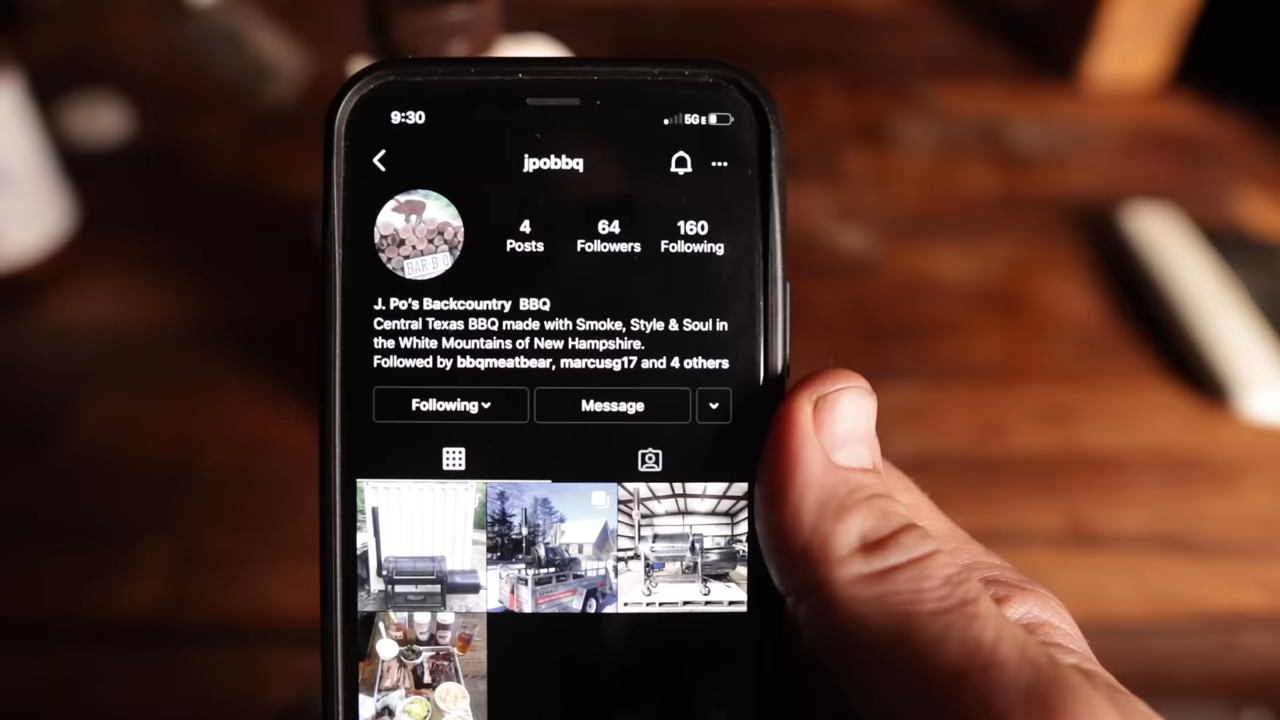 9:30
5GE
jpobbq
4 64 160
Posts Followers Following
BAR-B-Q
J. Po's Backcountry BBQ
Central Texas BBQ made with Smoke, Style & Soul in
the White Mountains of New Hampshire.
Followed by bbqmeatbear, marcusg17 and 4 others
Following Message